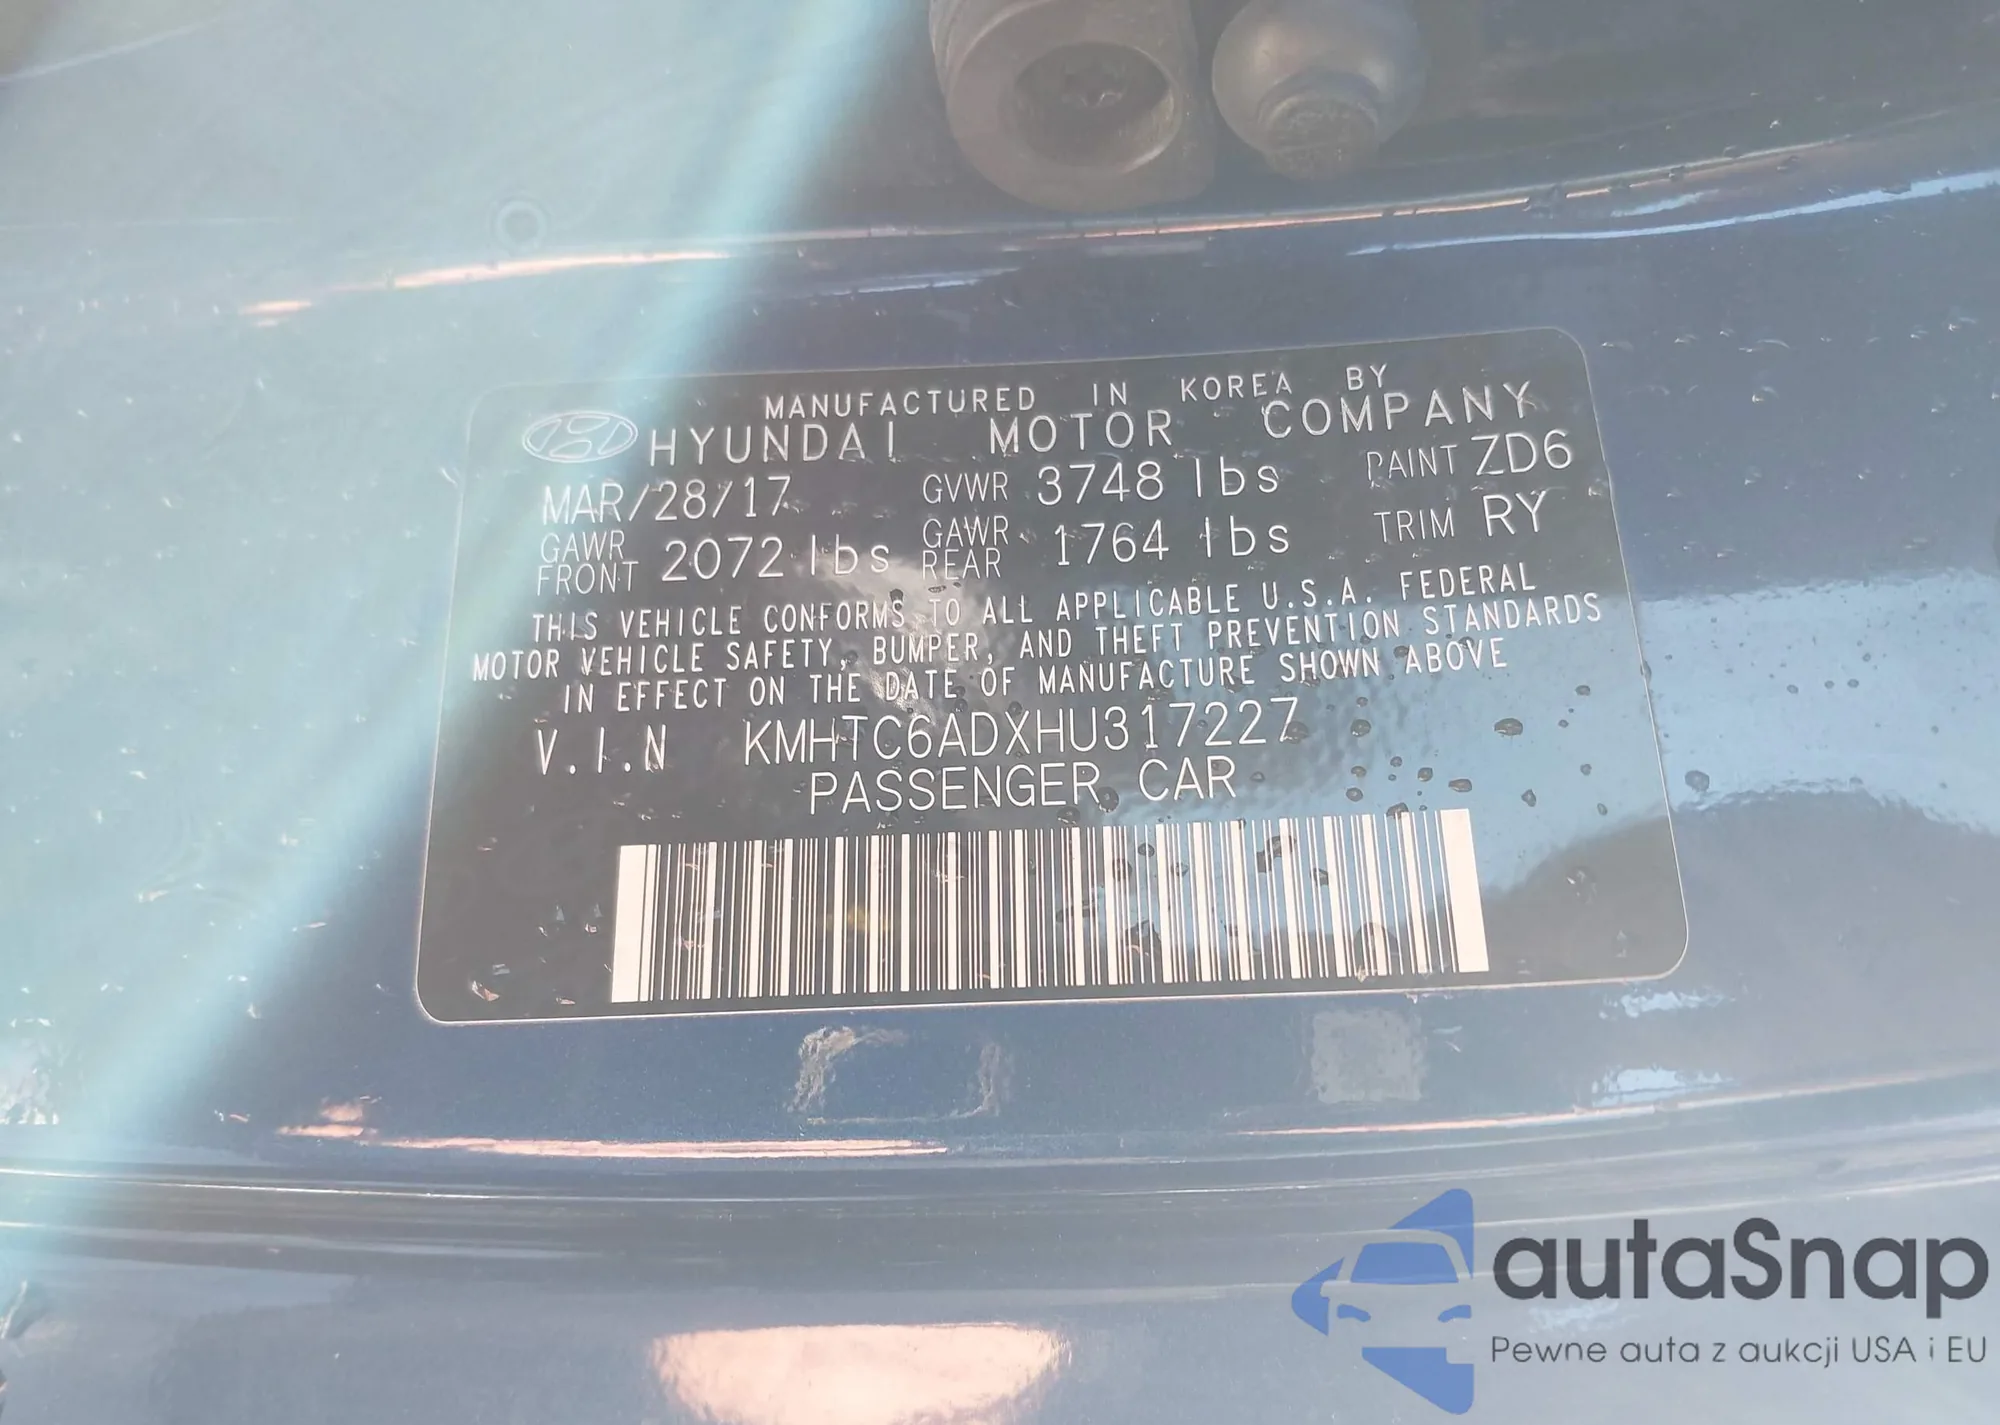 MANUFACTURED IN KOREA BY
HYUNDAI MOTOR COMPANY
MAR/28/17 GVWR 3748 lbs PAINT ZD6
GAWR FRONT 2072 lbs GAWR REAR 1764 lbs TRIM RY
THIS VEHICLE CONFORMS TO ALL APPLICABLE U.S.A. FEDERAL
MOTOR VEHICLE SAFETY, BUMPER, AND THEFT PREVENTION STANDARDS
IN EFFECT ON THE DATE OF MANUFACTURE SHOWN ABOVE
V.I.N KMHTC6ADXHU317227
PASSENGER CAR
autaSnap
Pewne auta z aukcji USA i EU